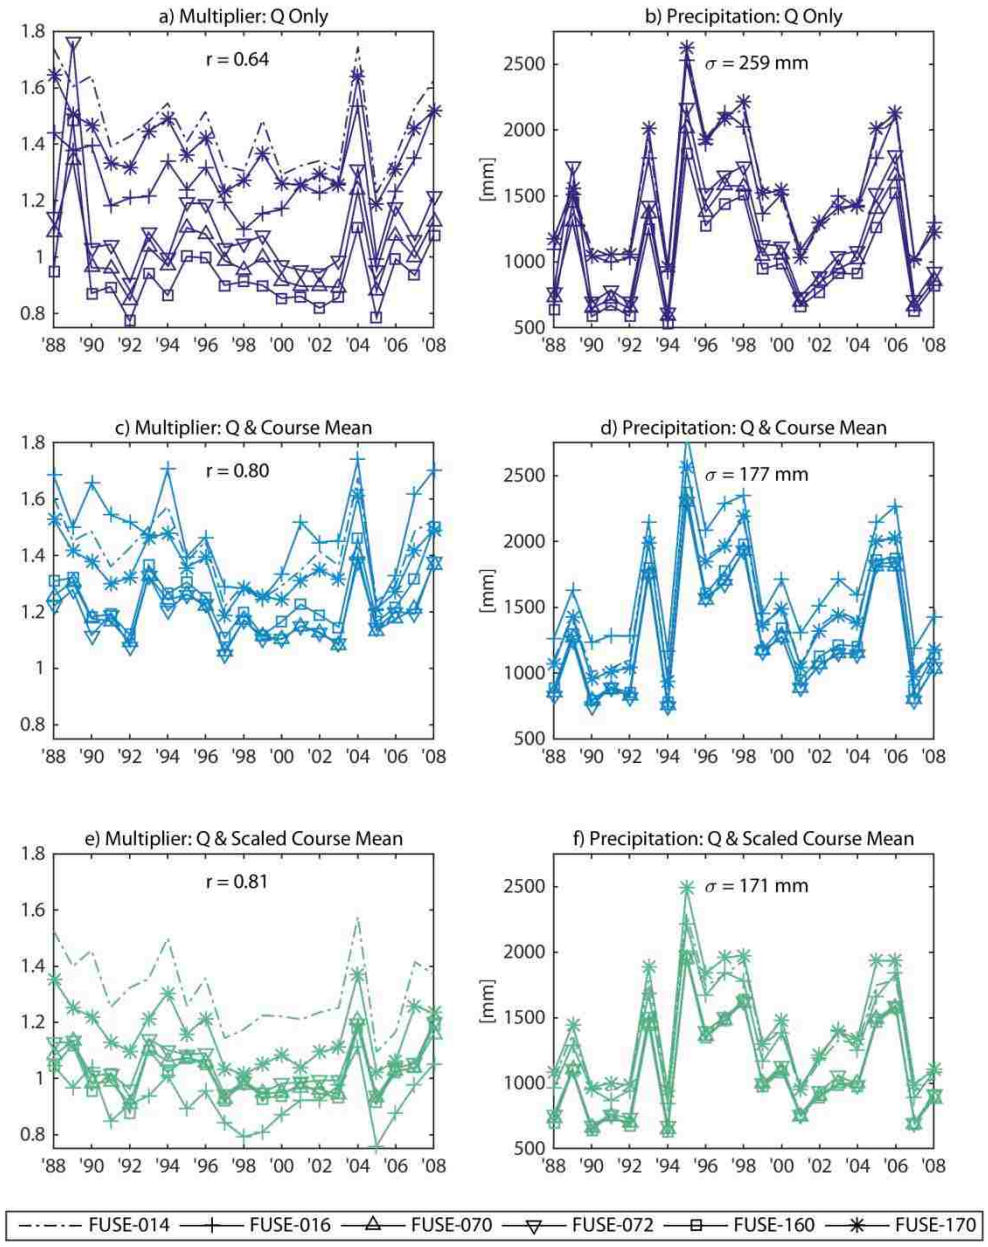 a) Multiplier: Q Only
1.8
1.6
1.4
1.2
1
0.8
r = 0.64
'88 '90 '92 '94 '96 '98 '00 '02 '04 '06 '08
b) Precipitation: Q Only
2500
2000
1500
1000
500
[mm]
σ = 259 mm
'88 '90 '92 '94 '96 '98 '00 '02 '04 '06 '08
c) Multiplier: Q & Course Mean
1.8
1.6
1.4
1.2
1
0.8
r = 0.80
'88 '90 '92 '94 '96 '98 '00 '02 '04 '06 '08
d) Precipitation: Q & Course Mean
2500
2000
1500
1000
500
[mm]
σ = 177 mm
'88 '90 '92 '94 '96 '98 '00 '02 '04 '06 '08
e) Multiplier: Q & Scaled Course Mean
1.8
1.6
1.4
1.2
1
0.8
r = 0.81
'88 '90 '92 '94 '96 '98 '00 '02 '04 '06 '08
f) Precipitation: Q & Scaled Course Mean
2500
2000
1500
1000
500
[mm]
σ = 171 mm
'88 '90 '92 '94 '96 '98 '00 '02 '04 '06 '08
FUSE-014 FUSE-016 FUSE-070 FUSE-072 FUSE-160 FUSE-170